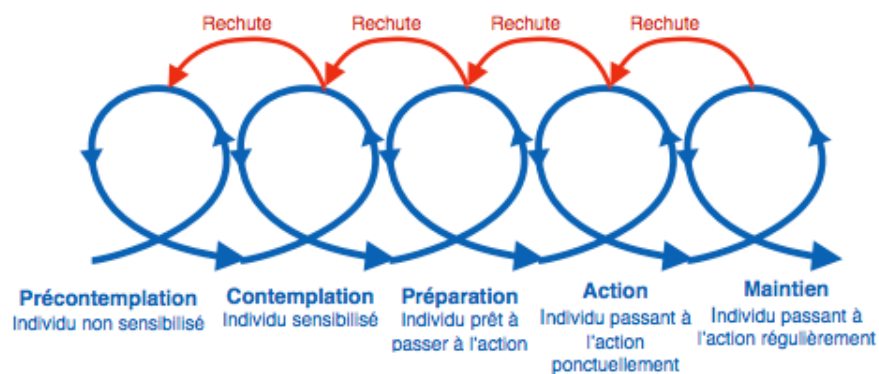 Rechute
Rechute
Rechute
Rechute
Précontemplation
Individu non sensibilisé
Contemplation
Individu sensibilisé
Préparation
Individu prêt à
passer à l'action
Action
Individu passant à
l'action
ponctuellement
Maintien
Individu passant à
l'action régulièrement